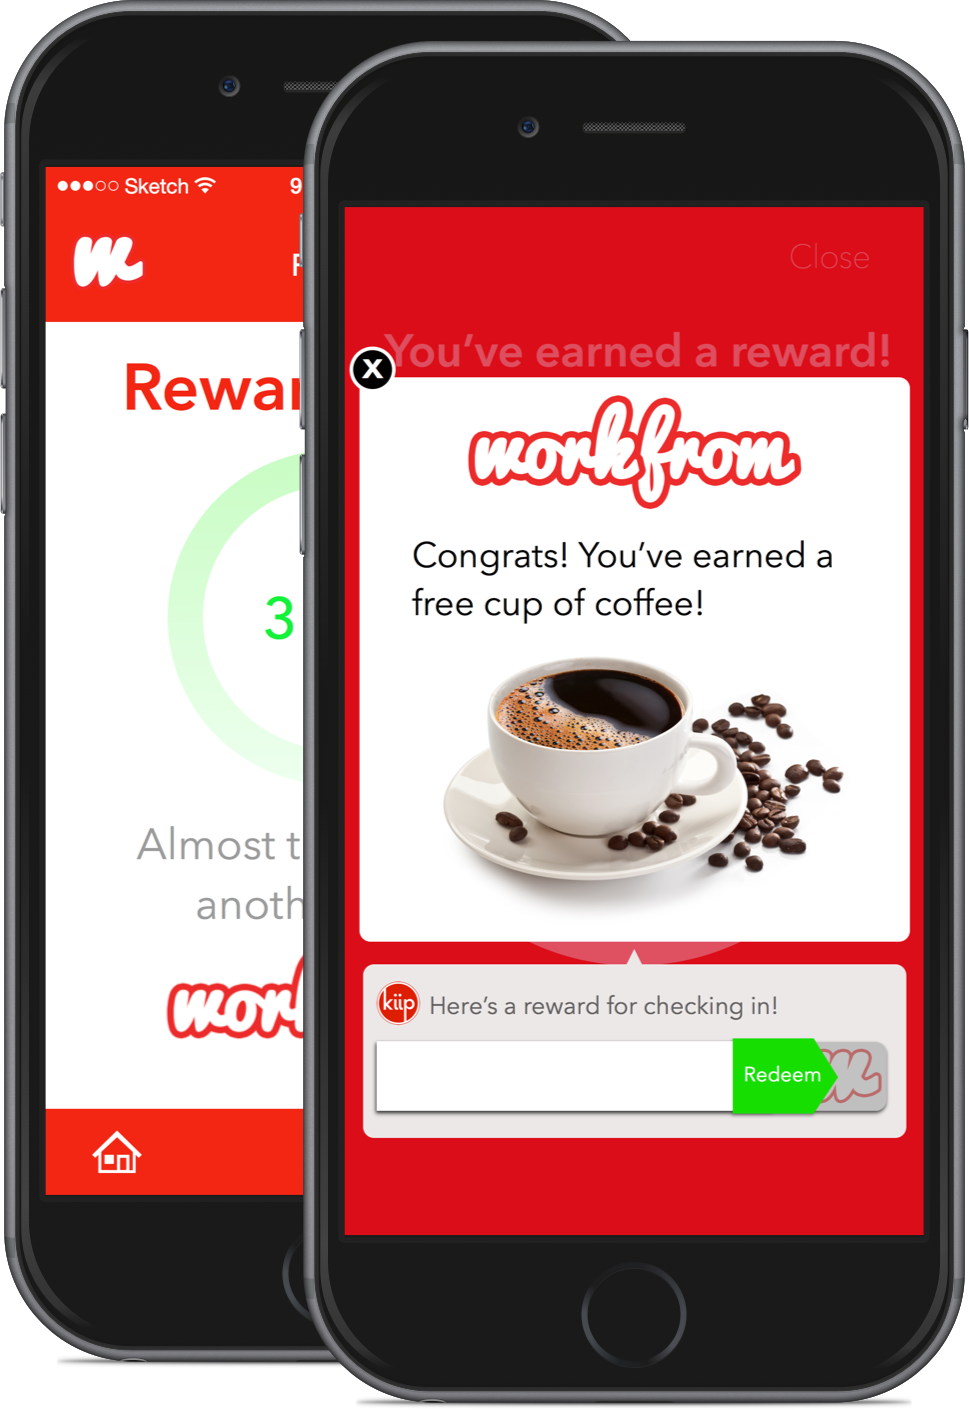 Sketch
9
m
Rewar
3
Almost t
anoth
work
Close
You've earned a reward!
x
workfrom
Congrats! You've earned a
free cup of coffee!
kiip Here's a reward for checking in!
Redeem
m